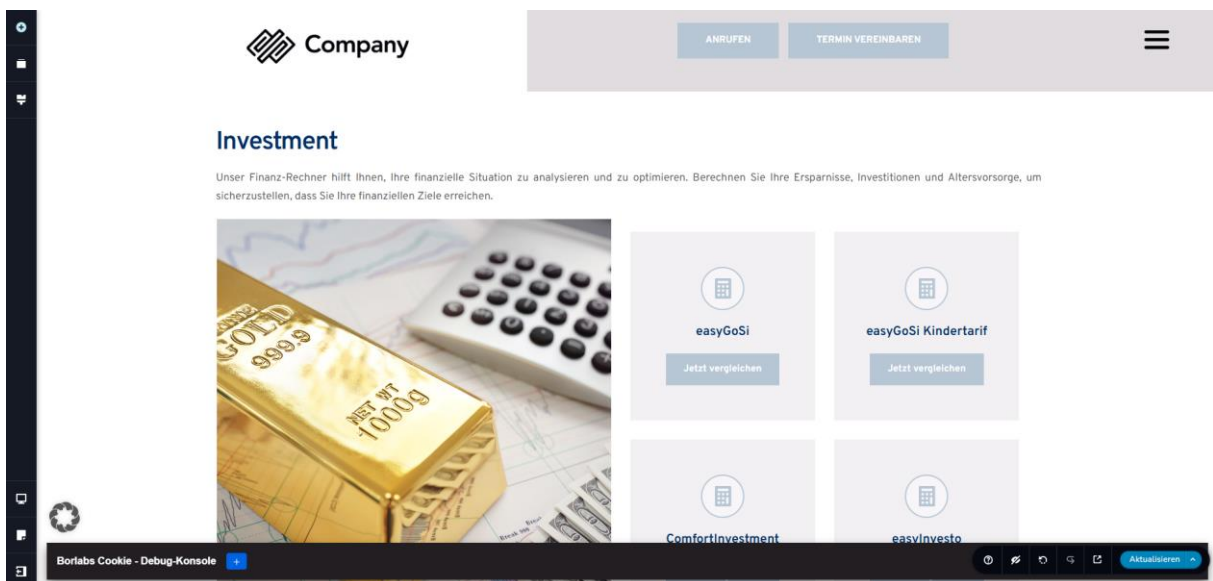 Company
ANRUFEN
TERMIN VEREINBAREN
Investment
Unser Finanz-Rechner hilft Ihnen, Ihre finanzielle Situation zu analysieren und zu optimieren. Berechnen Sie Ihre Ersparnisse, Investitionen und Altersvorsorge, um
sicherzustellen, dass Sie Ihre finanziellen Ziele erreichen.
GOLD
999.9
NET WT
1000g
easyGoSi
Jetzt vergleichen
easyGoSi Kindertarif
Jetzt vergleichen
ComfortInvestment
easyInvesto
Borlabs Cookie - Debug-Konsole
+
Aktualisieren